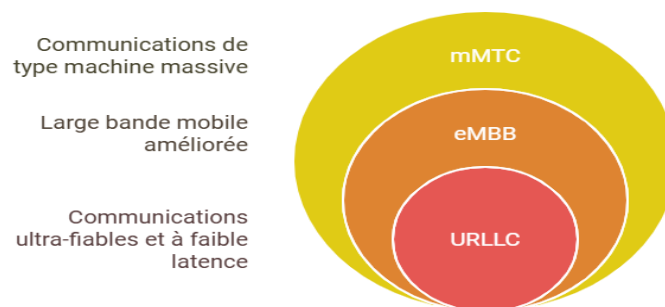 Communications de
type machine massive
mMTC
Large bande mobile
améliorée
eMBB
Communications
ultra-fiables et à faible
latence
URLLC